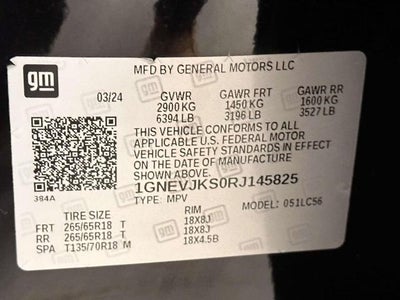 gm
MFD BY GENERAL MOTORS LLC
03/24 GVWR GAWR FRT GAWR RR
2900 KG 1450 KG 1600 KG
6394 LB 3196 LB 3527 LB
THIS VEHICLE CONFORMS TO ALL
APPLICABLE U.S. FEDERAL MOTOR
VEHICLE SAFETY STANDARDS IN EFFECT
ON THE DATE OF MANUFACTURE
SHOWN ABOVE.
384A 1GNEVJKS0RJ145825
TYPE: MPV MODEL: 051LC56
TIRE SIZE RIM
FRT 265/65R18 T 18X8J
RR 265/65R18 T 18X8J
SPA T135/70R18 M 18X4.5B